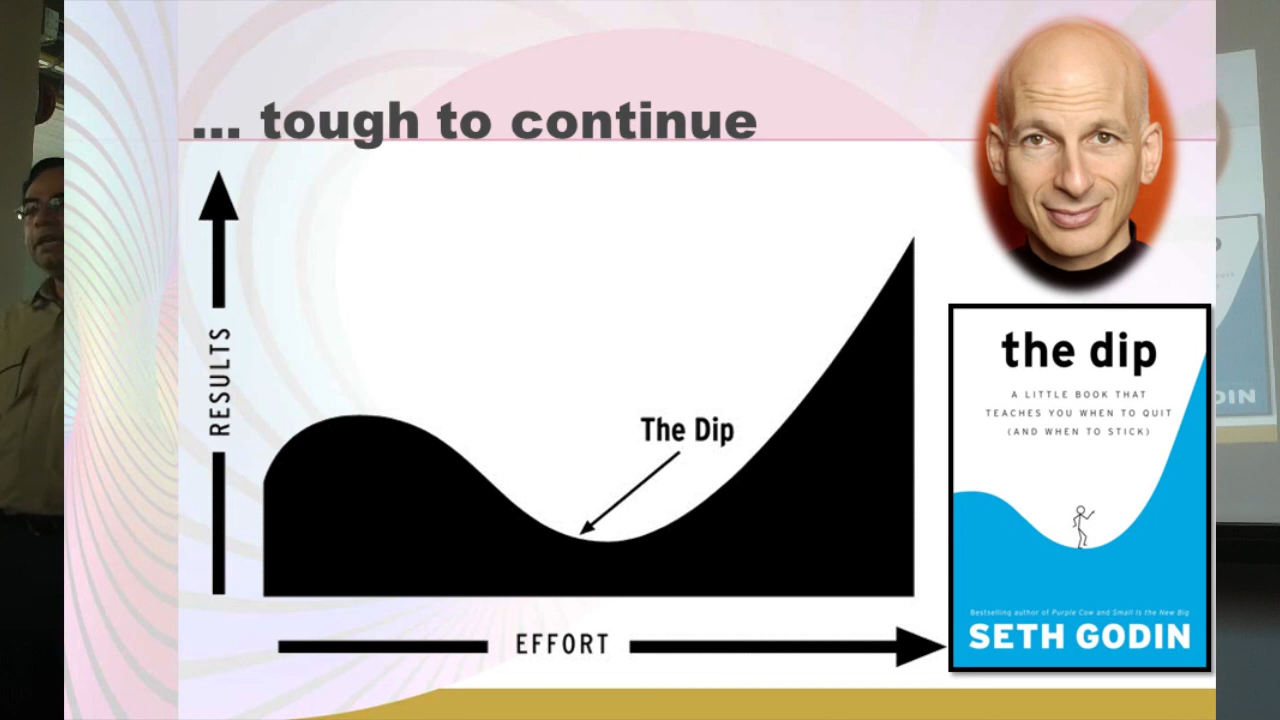 ... tough to continue
RESULTS
The Dip
EFFORT
the dip
A LITTLE BOOK THAT
TEACHES YOU WHEN TO QUIT
(AND WHEN TO STICK)
Bestselling author of Purple Cow and Small Is the New Big
SETH GODIN
DIN